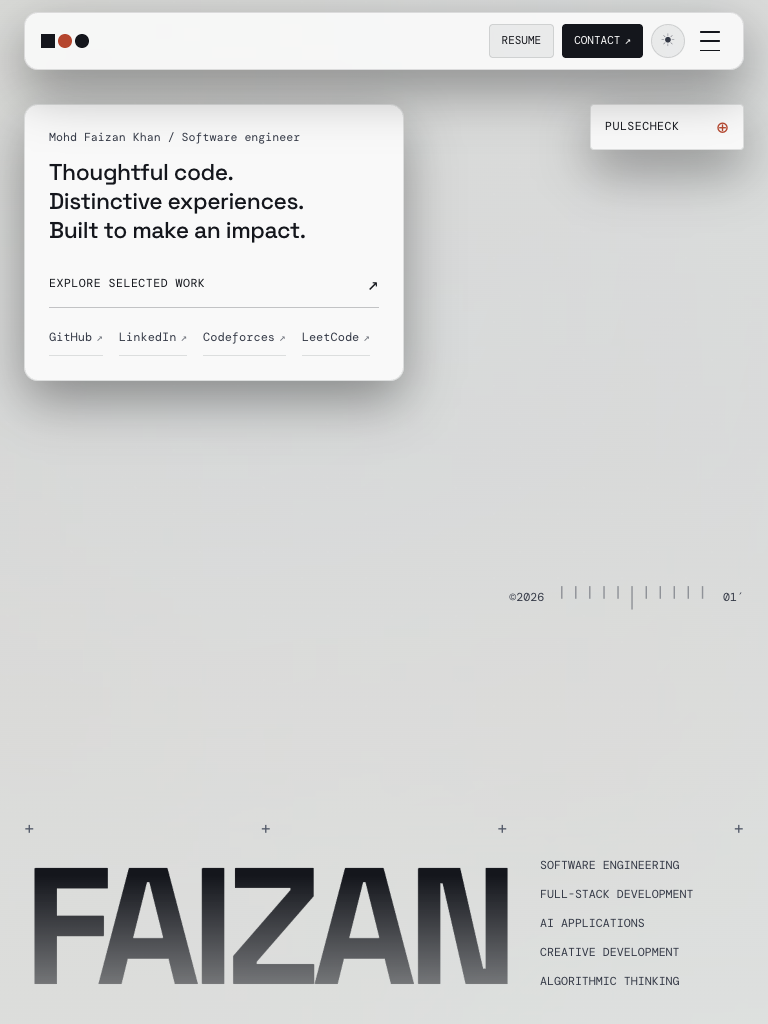 RESUME
CONTACT ↗
Mohd Faizan Khan / Software engineer
PULSECHECK
Thoughtful code.
Distinctive experiences.
Built to make an impact.
EXPLORE SELECTED WORK ↗
GitHub ↗ LinkedIn ↗ Codeforces ↗ LeetCode ↗
©2026 01′
FAIZAN
SOFTWARE ENGINEERING
FULL-STACK DEVELOPMENT
AI APPLICATIONS
CREATIVE DEVELOPMENT
ALGORITHMIC THINKING